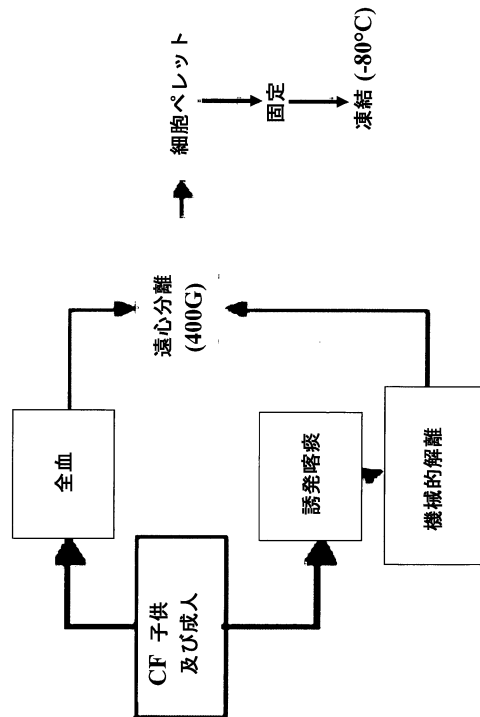 CF 子供
及び成人
全血
誘発喀痰
機械的解離
遠心分離
(400G)
細胞ペレット
固定
凍結 (-80°C)